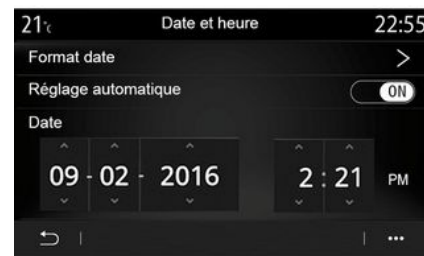 21°c Date et heure 22:55
Format date
Réglage automatique ON
Date
09 - 02 - 2016 2 : 21 PM